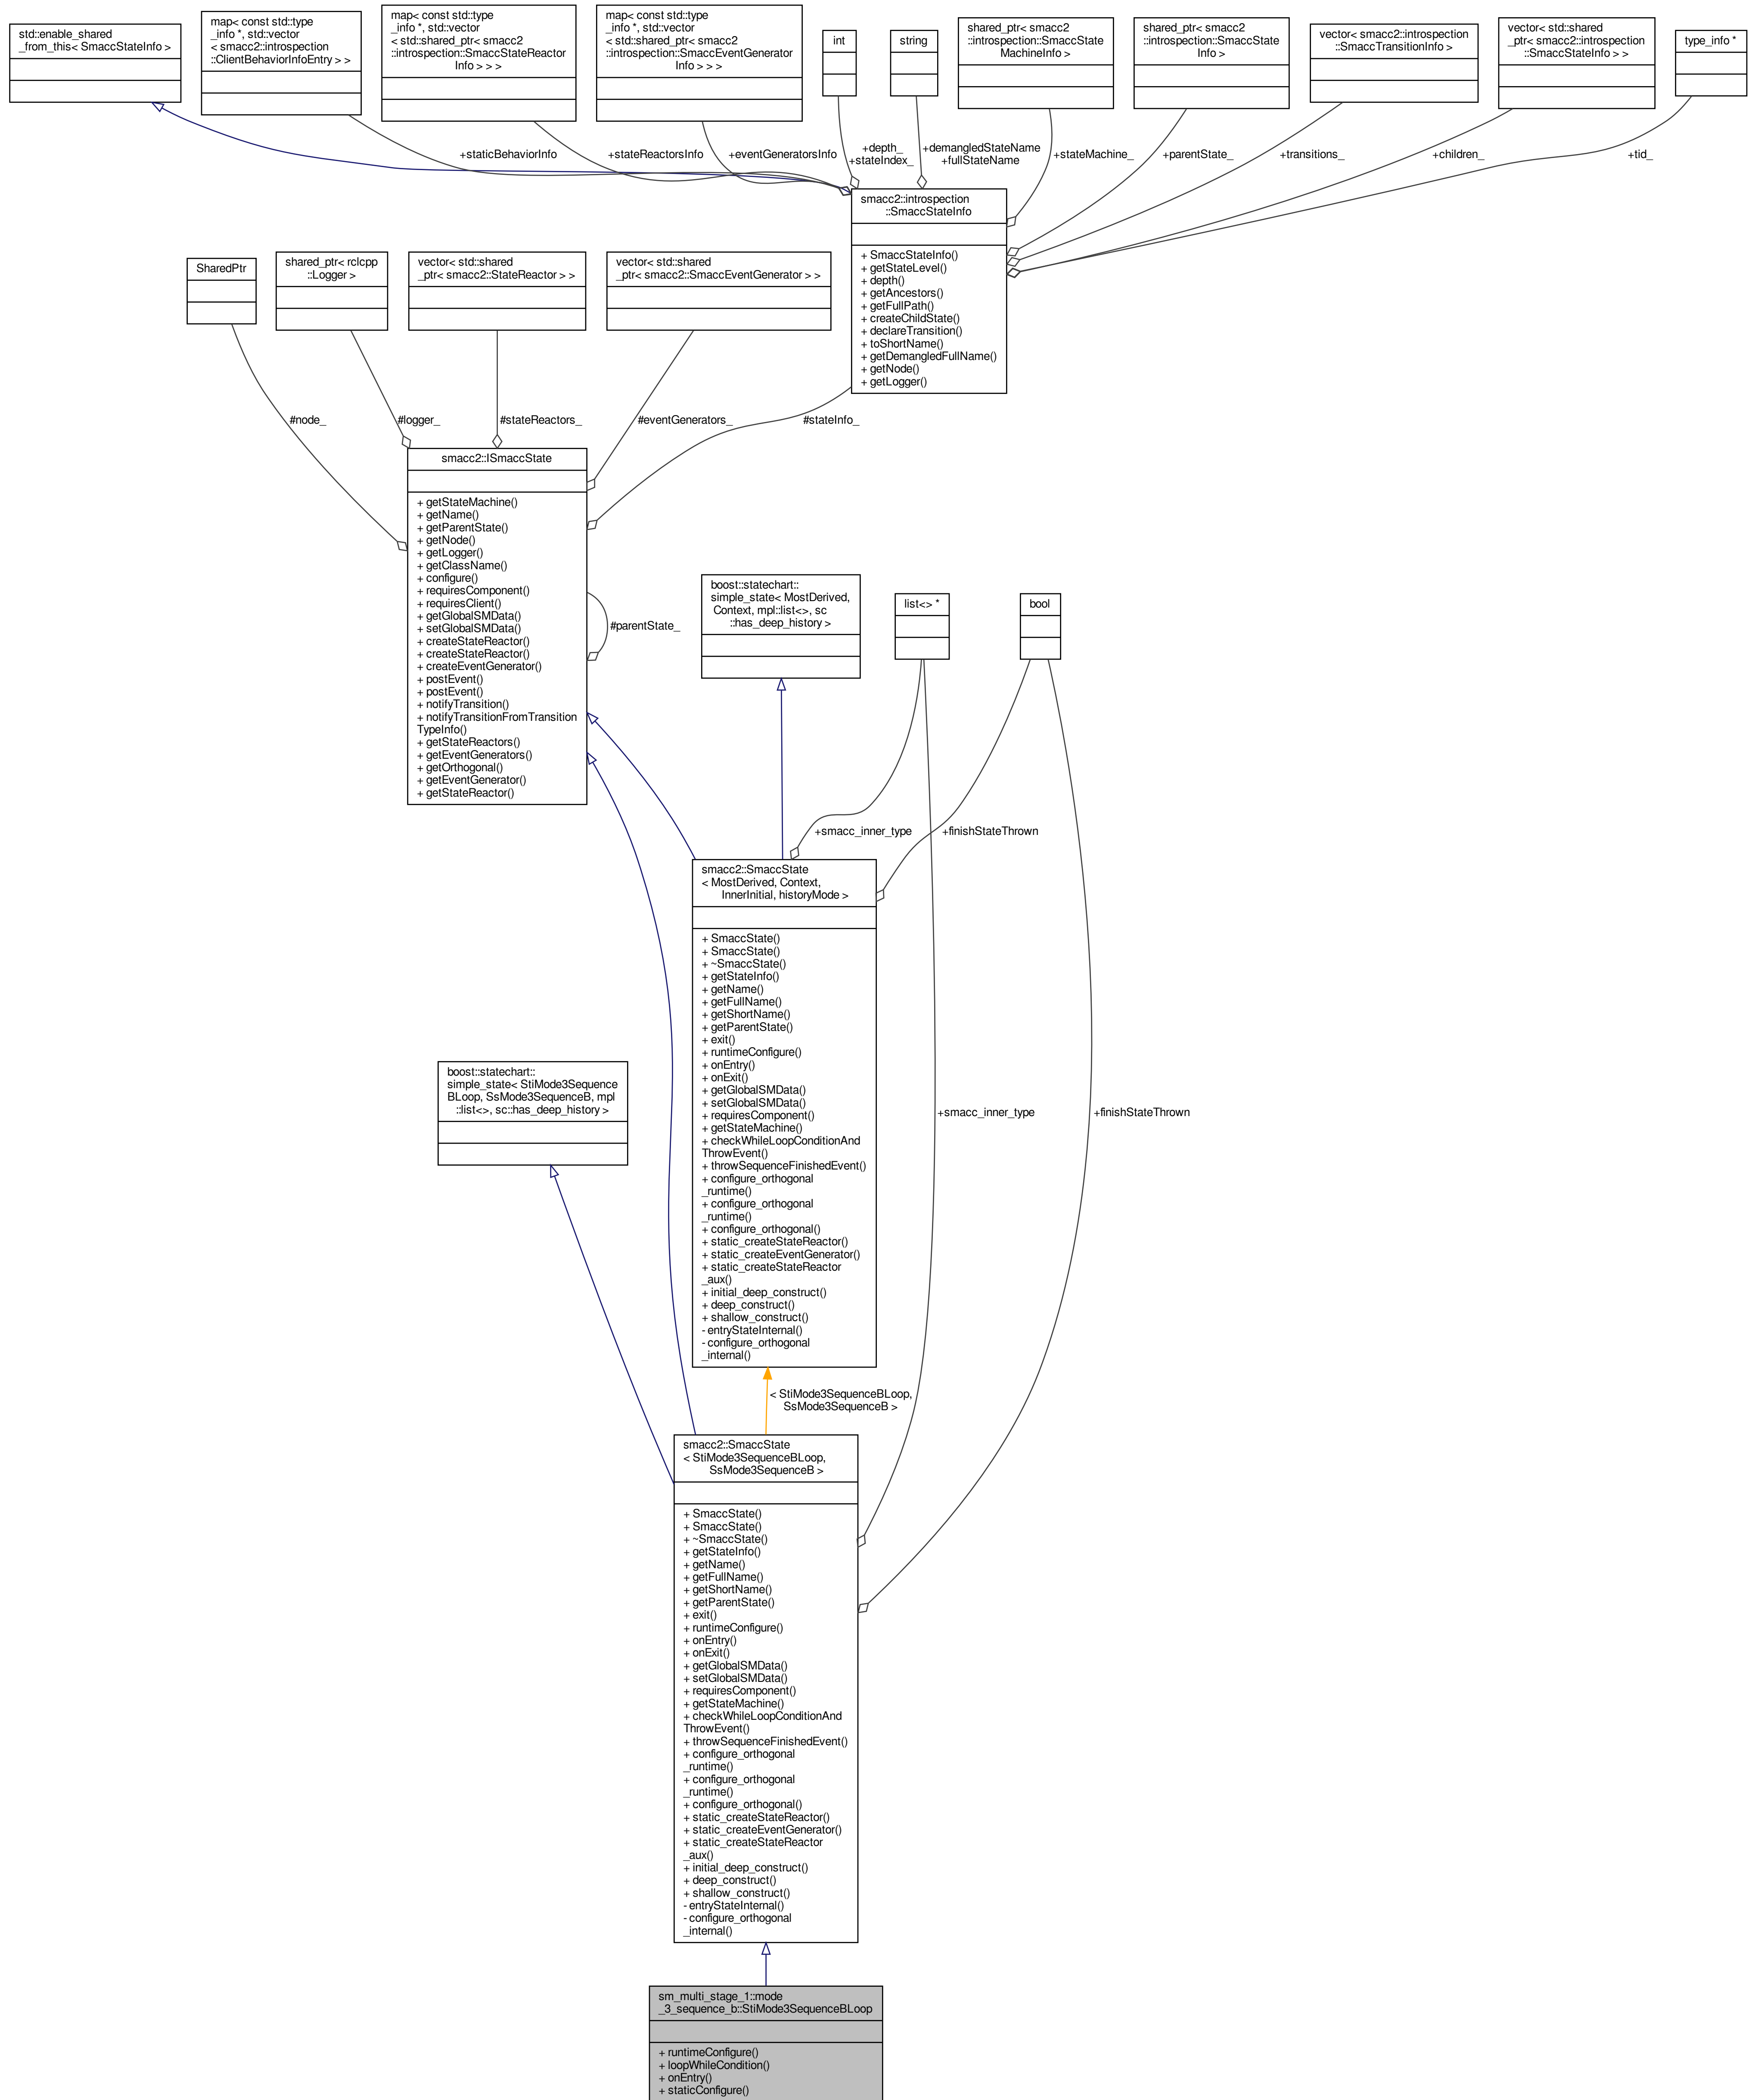 std::enable_shared
_from_this< SmaccStateInfo >
map< const std::type
_info *, std::vector
< smacc2::introspection
::ClientBehaviorInfoEntry > >
map< const std::type
_info *, std::vector
< std::shared_ptr< smacc2
::introspection::SmaccStateReactor
Info > > >
map< const std::type
_info *, std::vector
< std::shared_ptr< smacc2
::introspection::SmaccEventGenerator
Info > > >
int
string
shared_ptr< smacc2
::introspection::SmaccState
MachineInfo >
shared_ptr< smacc2
::introspection::SmaccState
Info >
vector< smacc2::introspection
::SmaccTransitionInfo >
vector< std::shared
_ptr< smacc2::introspection
::SmaccStateInfo > >
type_info *
+staticBehaviorInfo
+stateReactorsInfo
+eventGeneratorsInfo
+depth_
+stateIndex_
+demangledStateName
+fullStateName
+stateMachine_
+parentState_
+transitions_
+children_
+tid_
smacc2::introspection
::SmaccStateInfo
+ SmaccStateInfo()
+ getStateLevel()
+ depth()
+ getAncestors()
+ getFullPath()
+ createChildState()
+ declareTransition()
+ toShortName()
+ getDemangledFullName()
+ getNode()
+ getLogger()
SharedPtr
shared_ptr< rclcpp
::Logger >
vector< std::shared
_ptr< smacc2::StateReactor > >
vector< std::shared
_ptr< smacc2::SmaccEventGenerator > >
#node_
#logger_
#stateReactors_
#eventGenerators_
#stateInfo_
smacc2::ISmaccState
+ getStateMachine()
+ getName()
+ getParentState()
+ getNode()
+ getLogger()
+ getClassName()
+ configure()
+ requiresComponent()
+ requiresClient()
+ getGlobalSMData()
+ setGlobalSMData()
+ createStateReactor()
+ createStateReactor()
+ createEventGenerator()
+ postEvent()
+ postEvent()
+ notifyTransition()
+ notifyTransitionFromTransition
TypeInfo()
+ getStateReactors()
+ getEventGenerators()
+ getOrthogonal()
+ getEventGenerator()
+ getStateReactor()
#parentState_
boost::statechart::
simple_state< MostDerived,
Context, mpl::list<>, sc
::has_deep_history >
list<> *
bool
+smacc_inner_type
+finishStateThrown
smacc2::SmaccState
< MostDerived, Context,
InnerInitial, historyMode >
+ SmaccState()
+ SmaccState()
+ ~SmaccState()
+ getStateInfo()
+ getName()
+ getFullName()
+ getShortName()
+ getParentState()
+ exit()
+ runtimeConfigure()
+ onEntry()
+ onExit()
+ getGlobalSMData()
+ setGlobalSMData()
+ requiresComponent()
+ getStateMachine()
+ checkWhileLoopConditionAnd
ThrowEvent()
+ throwSequenceFinishedEvent()
+ configure_orthogonal
_runtime()
+ configure_orthogonal
_runtime()
+ configure_orthogonal()
+ static_createStateReactor()
+ static_createEventGenerator()
+ static_createStateReactor
_aux()
+ initial_deep_construct()
+ deep_construct()
+ shallow_construct()
- entryStateInternal()
- configure_orthogonal
_internal()
boost::statechart::
simple_state< StiMode3Sequence
BLoop, SsMode3SequenceB, mpl
::list<>, sc::has_deep_history >
+smacc_inner_type
+finishStateThrown
< StiMode3SequenceBLoop,
SsMode3SequenceB >
smacc2::SmaccState
< StiMode3SequenceBLoop,
SsMode3SequenceB >
+ SmaccState()
+ SmaccState()
+ ~SmaccState()
+ getStateInfo()
+ getName()
+ getFullName()
+ getShortName()
+ getParentState()
+ exit()
+ runtimeConfigure()
+ onEntry()
+ onExit()
+ getGlobalSMData()
+ setGlobalSMData()
+ requiresComponent()
+ getStateMachine()
+ checkWhileLoopConditionAnd
ThrowEvent()
+ throwSequenceFinishedEvent()
+ configure_orthogonal
_runtime()
+ configure_orthogonal
_runtime()
+ configure_orthogonal()
+ static_createStateReactor()
+ static_createEventGenerator()
+ static_createStateReactor
_aux()
+ initial_deep_construct()
+ deep_construct()
+ shallow_construct()
- entryStateInternal()
- configure_orthogonal
_internal()
sm_multi_stage_1::mode
_3_sequence_b::StiMode3SequenceBLoop
+ runtimeConfigure()
+ loopWhileCondition()
+ onEntry()
+ staticConfigure()